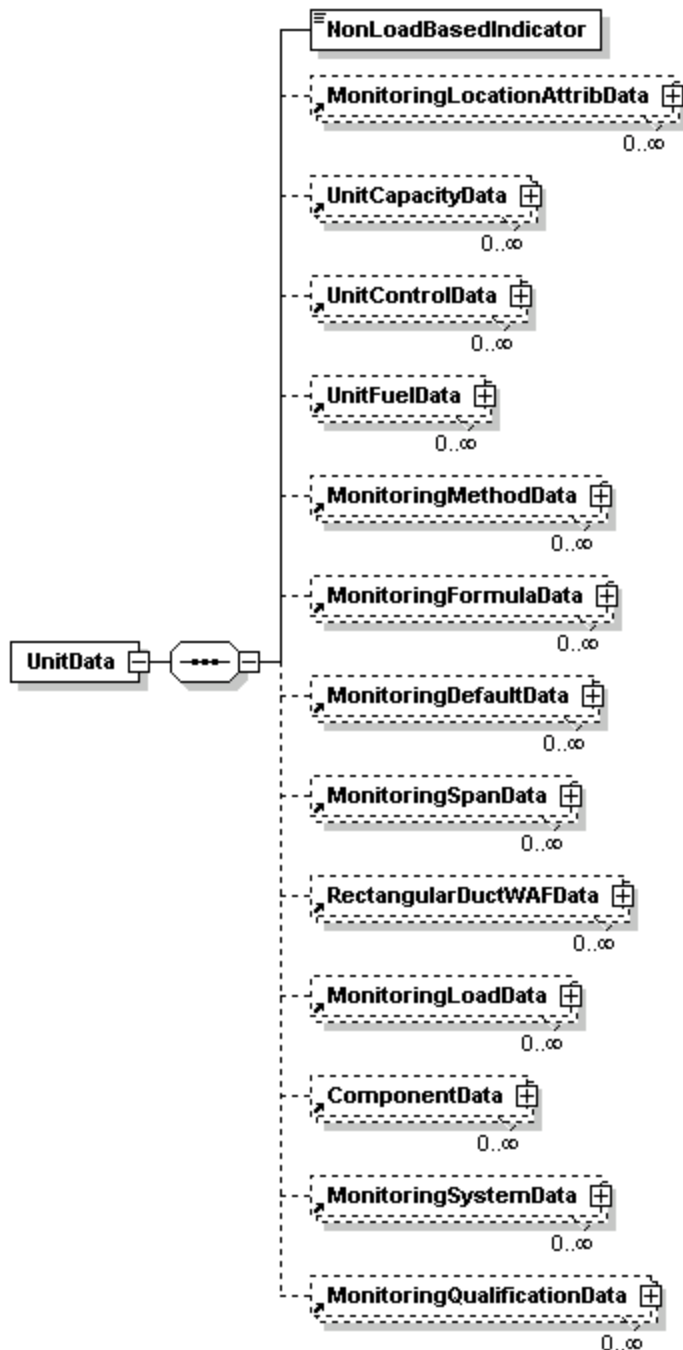 NonLoadBasedIndicator
MonitoringLocationAttribData
0..∞
UnitCapacityData
0..∞
UnitControlData
0..∞
UnitFuelData
0..∞
MonitoringMethodData
0..∞
MonitoringFormulaData
0..∞
UnitData
MonitoringDefaultData
0..∞
MonitoringSpanData
0..∞
RectangularDuctWAFData
0..∞
MonitoringLoadData
0..∞
ComponentData
0..∞
MonitoringSystemData
0..∞
MonitoringQualificationData
0..∞